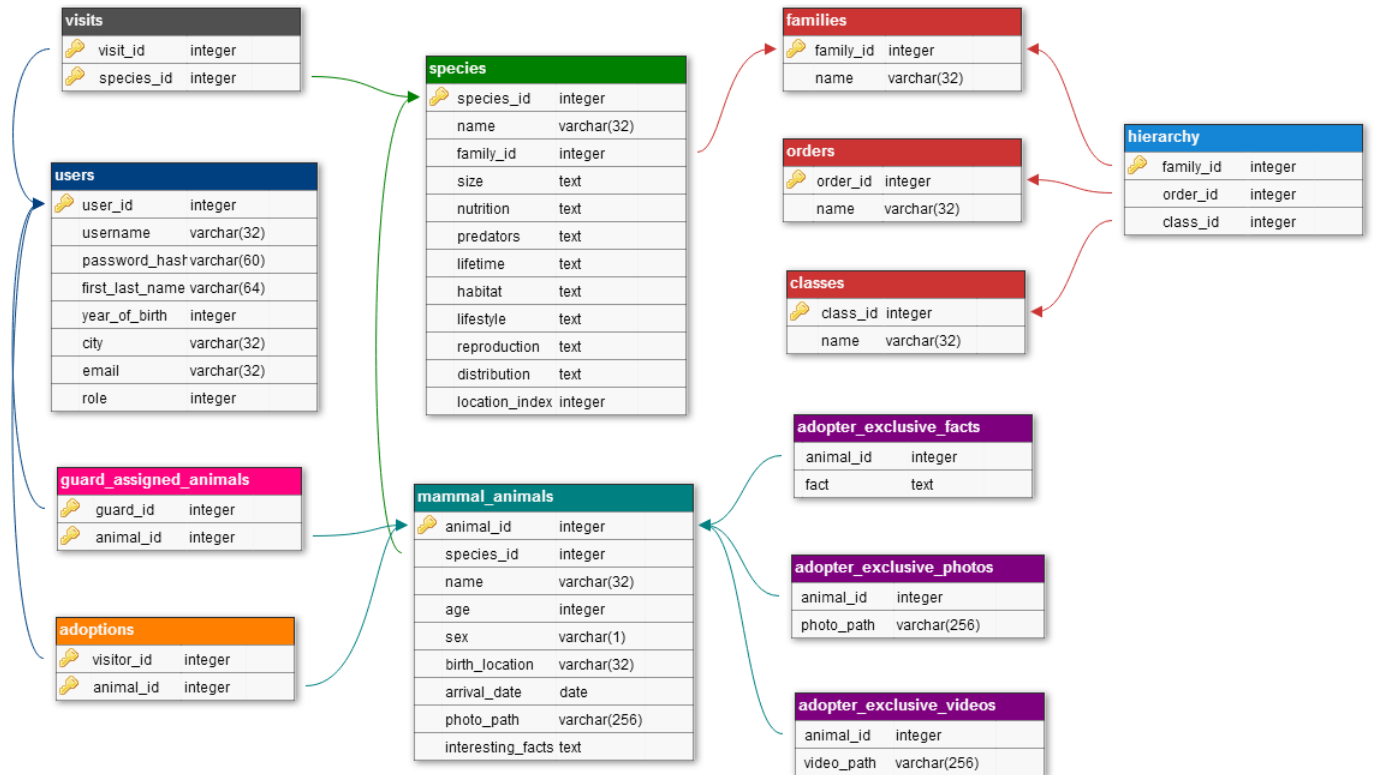 visits
visit_id integer
species_id integer
users
user_id integer
username varchar(32)
password_hash varchar(60)
first_last_name varchar(64)
year_of_birth integer
city varchar(32)
email varchar(32)
role integer
guard_assigned_animals
guard_id integer
animal_id integer
adoptions
visitor_id integer
animal_id integer
species
species_id integer
name varchar(32)
family_id integer
size text
nutrition text
predators text
lifetime text
habitat text
lifestyle text
reproduction text
distribution text
location_index integer
mammal_animals
animal_id integer
species_id integer
name varchar(32)
age integer
sex varchar(1)
birth_location varchar(32)
arrival_date date
photo_path varchar(256)
interesting_facts text
families
family_id integer
name varchar(32)
orders
order_id integer
name varchar(32)
classes
class_id integer
name varchar(32)
hierarchy
family_id integer
order_id integer
class_id integer
adopter_exclusive_facts
animal_id integer
fact text
adopter_exclusive_photos
animal_id integer
photo_path varchar(256)
adopter_exclusive_videos
animal_id integer
video_path varchar(256)